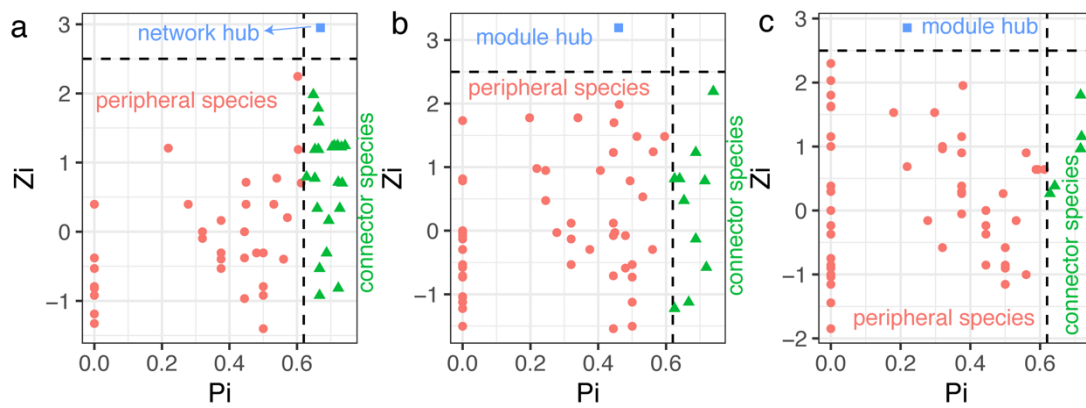 a
network hub
peripheral species
connector species
Zi
3
2
1
0
−1
0.0
0.2
0.4
0.6
Pi
b
module hub
peripheral species
connector species
Zi
3
2
1
0
−1
0.0
0.2
0.4
0.6
Pi
c
module hub
peripheral species
connector species
Zi
3
2
1
0
−1
−2
0.0
0.2
0.4
0.6
Pi